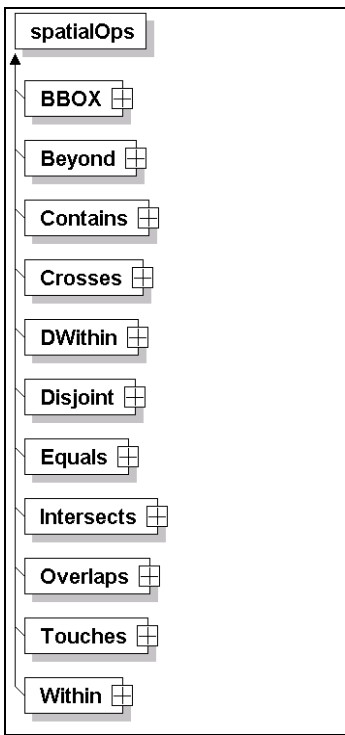 spatialOps
BBOX
Beyond
Contains
Crosses
DWithin
Disjoint
Equals
Intersects
Overlaps
Touches
Within